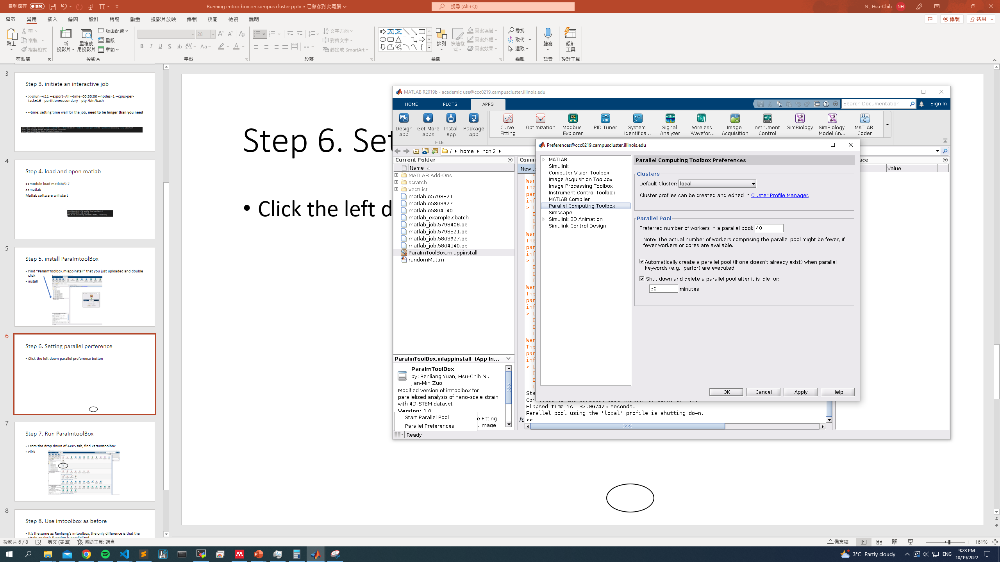 自動儲存 關閉
Running imtoolbox on campus cluster.pptx • 已儲存到 此電腦
搜尋 (Alt+Q)
Ni, Hsu-Chih NH
檔案 常用 插入 繪圖 設計 轉場 動畫 投影片放映 錄製 校閱 檢視 說明
錄製 共用
貼上 剪下 複製 複製格式 剪貼簿
新投影片 重複使用投影片 版面配置 重設 章節 投影片
28 字型
文字方向 對齊文字 轉換成 SmartArt 段落
排列 快速樣式 圖案填滿 圖案外框 圖案效果 繪圖
尋找 取代 選取 編輯
聽寫 語音
設計工具 設計工具
3
Step 3. initiate an interactive job
• >>srun --x11 --export=All --time=00:30:00 --nodes=1 --cpus-per-
task=16 --partition=secondary --pty /bin/bash
• --time: setting time wall for the job, need to be longer than you need
4
Step 4. load and open matlab
>>module load matlab/9.7
>>matlab
Matlab software will start
5
Step 5. install ParaImtoolBox
• Find “ParaImToolbox.mlappinstall” that you just uploaded and double
click
• install
6
Step 6. Setting parallel perference
• Click the left down parallel preference button
7
Step 7. Run ParaImtoolBox
• From the drop down of APPS tab, find ParaImtoolbox
• click
8
Step 8. Use imtoolbox as before
• It’s the same as Renliang’s imtoolbox, the only difference is that the
strain analysis function is parallelized
Step 6. Set
• Click the left d
MATLAB R2019b - academic use@ccc0219.campuscluster.illinois.edu
HOME PLOTS APPS
Search Documentation
Sign In
Design App
Get More Apps
Install App
Package App
FILE
Curve Fitting
Optimization
Modbus Explorer
PID Tuner
System Identifica...
Signal Analyzer
Wireless Wavefor...
Image Acquisition
Instrument Control
SimBiology
SimBiology Model An...
MATLAB Coder
/ home hcni2
Current Folder
Name
MATLAB Add-Ons
scratch
vectList
matlab.o5798821
matlab.o5803927
matlab.o5804140
matlab_example.sbatch
matlab_job.5798406.oe
matlab_job.5798821.oe
matlab_job.5803927.oe
matlab_job.5804140.oe
ParaImToolBox.mlappinstall
randomMat.m
ParaImToolBox.mlappinstall (App In...
ParaImToolBox
by: Renliang Yuan, Hsu-Chih Ni,
Jian-Min Zuo
Modified version of imtoolbox for
parallelized analysis of nano-scale strain
with 4D-STEM dataset
Version: 1.0
e Fitting
, Image
Start Parallel Pool
Parallel Preferences
Ready
Comm
New to
War
The
par
inf
> I
I
I
I
War
The
par
inf
> I
I
I
I
War
The
par
inf
> I
I
I
I
War
The
par
inf
> I
I
I
I
Sta
Connected to the parallel pool (number of workers: 40).
Elapsed time is 137.067475 seconds.
Parallel pool using the 'local' profile is shutting down.
fx >>
ace
Value
Preferences@ccc0219.campuscluster.illinois.edu
MATLAB
Simulink
Computer Vision Toolbox
Image Acquisition Toolbox
Image Processing Toolbox
Instrument Control Toolbox
MATLAB Compiler
Parallel Computing Toolbox
Simscape
Simulink 3D Animation
Simulink Control Design
Parallel Computing Toolbox Preferences
Clusters
Default Cluster: local
Cluster profiles can be created and edited in Cluster Profile Manager.
Parallel Pool
Preferred number of workers in a parallel pool: 40
Note: The actual number of workers comprising the parallel pool might be fewer, if
fewer workers or cores are available.
Automatically create a parallel pool (if one doesn't already exist) when parallel
keywords (e.g., parfor) are executed.
Shut down and delete a parallel pool after it is idle for:
30 minutes
OK Cancel Apply Help
投影片 6 / 8 英文 (美國) 協助工具: 調查
備忘稿 161%
3°C Partly cloudy
ENG
9:28 PM
10/19/2022